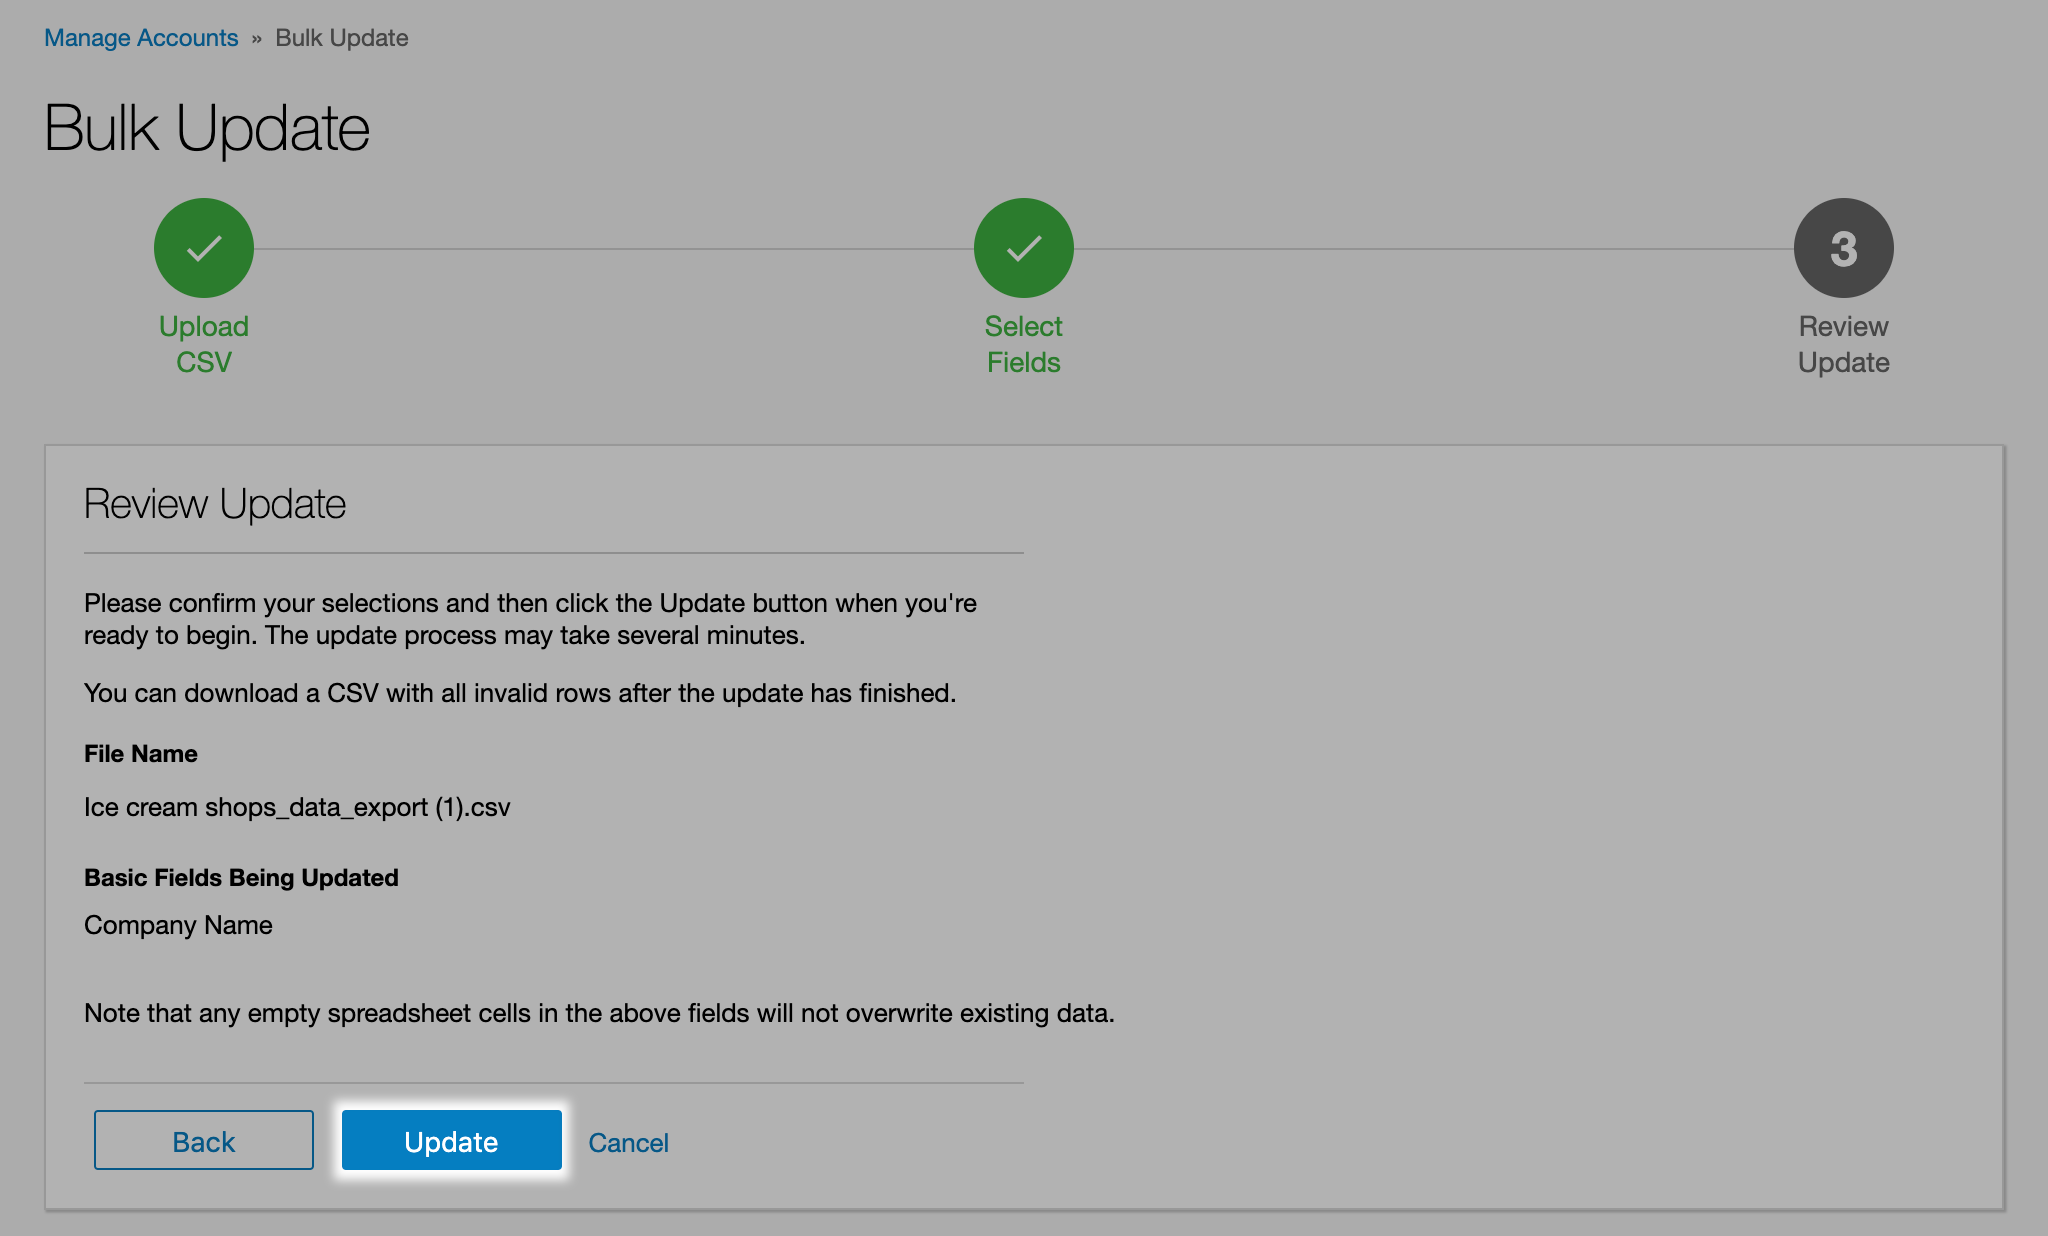 Manage Accounts » Bulk Update
Bulk Update
Upload
CSV
Select
Fields
3
Review
Update
Review Update
Please confirm your selections and then click the Update button when you're
ready to begin. The update process may take several minutes.
You can download a CSV with all invalid rows after the update has finished.
File Name
Ice cream shops_data_export (1).csv
Basic Fields Being Updated
Company Name
Note that any empty spreadsheet cells in the above fields will not overwrite existing data.
Back Update Cancel